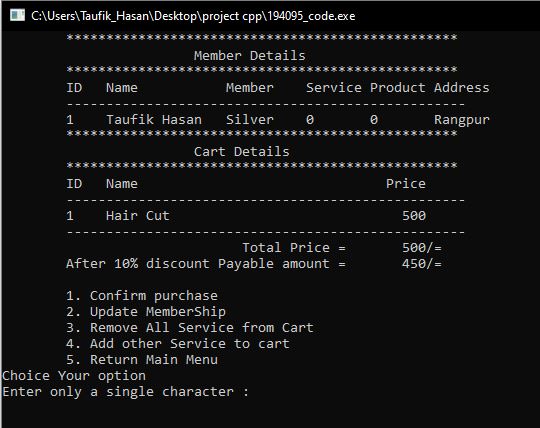 C:\Users\Taufik_Hasan\Desktop\project cpp\194095_code.exe
*************************************************
Member Details
*************************************************
ID Name Member Service Product Address
--------------------------------------------------
1 Taufik Hasan Silver 0 0 Rangpur
*************************************************
Cart Details
*************************************************
ID Name Price
--------------------------------------------------
1 Hair Cut 500
--------------------------------------------------
Total Price = 500/=
After 10% discount Payable amount = 450/=
1. Confirm purchase
2. Update MemberShip
3. Remove All Service from Cart
4. Add other Service to cart
5. Return Main Menu
Choice Your option
Enter only a single character :